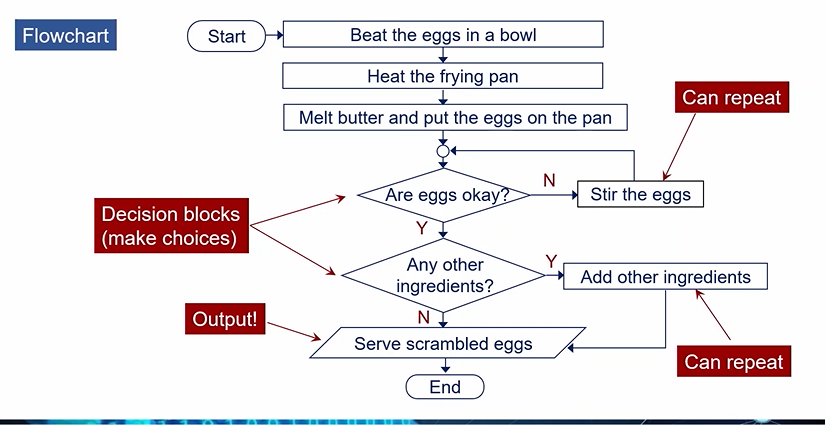 Flowchart
Start
Beat the eggs in a bowl
Heat the frying pan
Melt butter and put the eggs on the pan
Can repeat
Are eggs okay?
N
Stir the eggs
Decision blocks
(make choices)
Y
Any other
ingredients?
Y
Add other ingredients
N
Output!
Serve scrambled eggs
Can repeat
End